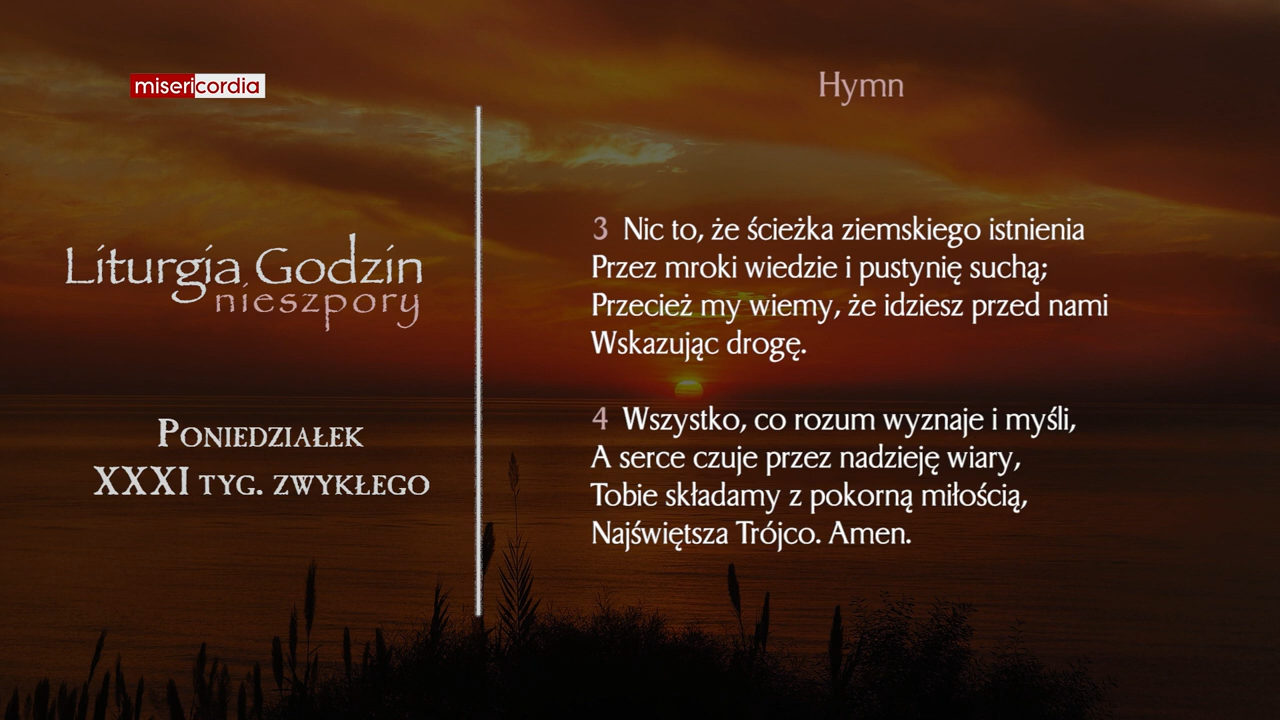 misericordia
Liturgia Godzin
nieszpory
Poniedziałek
XXXI tyg. zwykłego
Hymn
3 Nic to, że ścieżka ziemskiego istnienia
Przez mroki wiedzie i pustynię suchą;
Przecież my wiemy, że idziesz przed nami
Wskazując drogę.
4 Wszystko, co rozum wyznaje i myśli,
A serce czuje przez nadzieję wiary,
Tobie składamy z pokorną miłością,
Najświętsza Trójco. Amen.